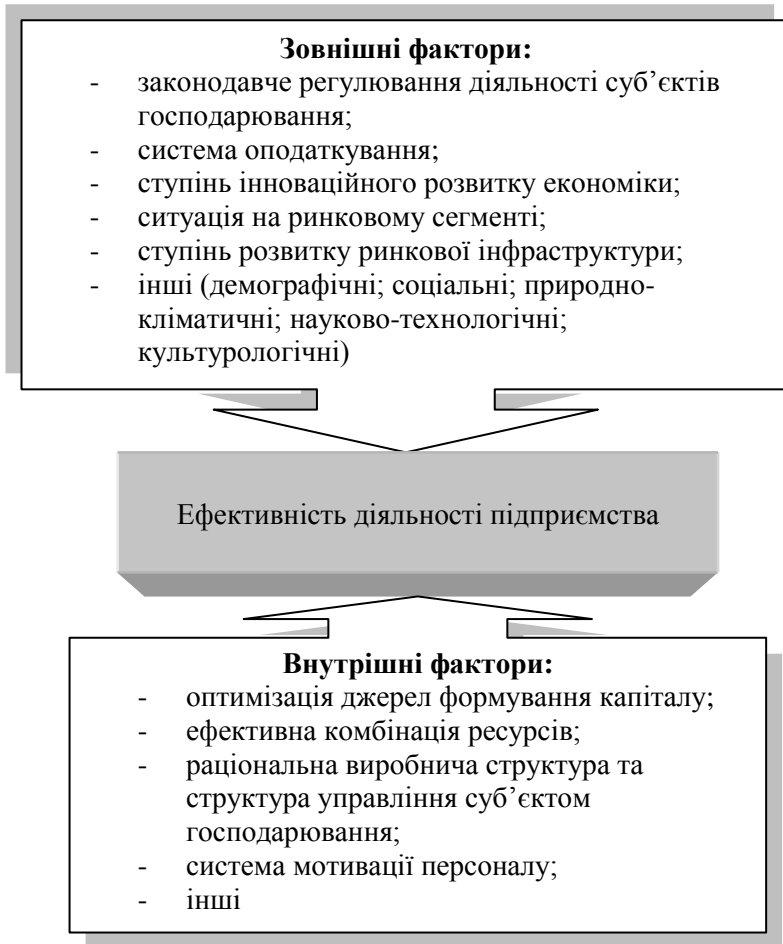 Зовнішні фактори:
- законодавче регулювання діяльності суб’єктів
господарювання;
- система оподаткування;
- ступінь інноваційного розвитку економіки;
- ситуація на ринковому сегменті;
- ступінь розвитку ринкової інфраструктури;
- інші (демографічні; соціальні; природно-
кліматичні; науково-технологічні;
культурологічні)
Ефективність діяльності підприємства
Внутрішні фактори:
- оптимізація джерел формування капіталу;
- ефективна комбінація ресурсів;
- раціональна виробнича структура та
структура управління суб’єктом
господарювання;
- система мотивації персоналу;
- інші